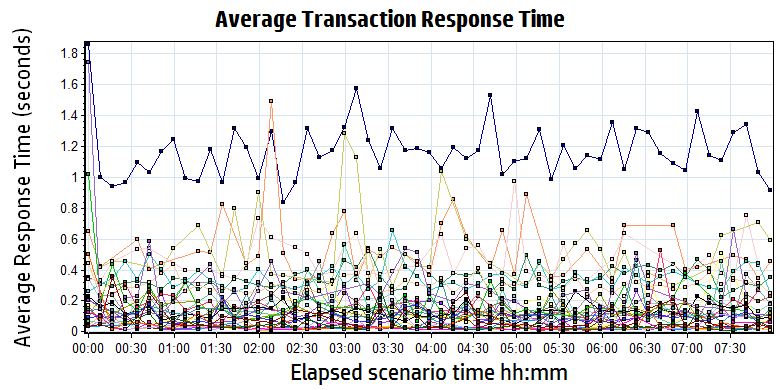 Average Transaction Response Time
Average Response Time (seconds)
1.8
1.6
1.4
1.2
1
0.8
0.6
0.4
0.2
0
00:00 00:30 01:00 01:30 02:00 02:30 03:00 03:30 04:00 04:30 05:00 05:30 06:00 06:30 07:00 07:30
Elapsed scenario time hh:mm